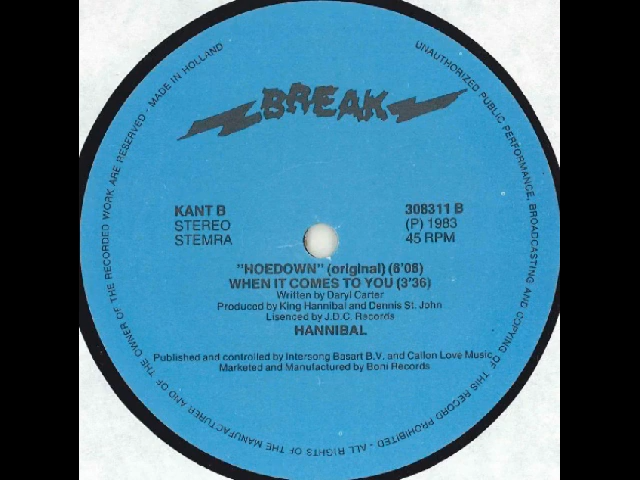 BREAK
KANT B
STEREO
STEMRA
308311 B
(P) 1983
45 RPM
"HOEDOWN" (original) (6'08)
WHEN IT COMES TO YOU (3'36)
Written by Daryl Carter
Produced by King Hannibal and Dennis St. John
Lisenced by J.D.C. Records
HANNIBAL
Published and controlled by Intersong Basart B.V. and Callon Love Music
Marketed and Manufactured by Boni Records
ALL RIGHTS OF THE MANUFACTURER AND OF THE OWNER OF THE RECORDED WORK ARE RESERVED - MADE IN HOLLAND
UNAUTHORIZED PUBLIC PERFORMANCE, BROADCASTING AND COPYING OF THIS RECORD PROHIBITED -